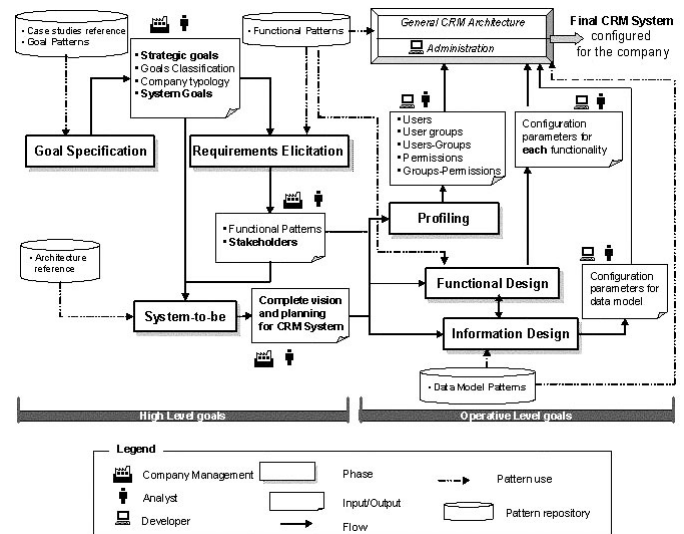 • Case studies reference
• Goal Patterns
• Strategic goals
• Goals Classification
• Company typology
• System Goals
• Functional Patterns
General CRM Architecture
Administration
Final CRM System
configured
for the company
Goal Specification
Requirements Elicitation
• Users
• User groups
• Users-Groups
• Permissions
• Groups-Permissions
Configuration
parameters for
each functionality
• Functional Patterns
• Stakeholders
Profiling
• Architecture
reference
Functional Design
Configuration
parameters for
data model
System-to-be
Complete vision
and planning
for CRM System
Information Design
• Data Model Patterns
High Level goals
Operative Level goals
Legend
Company Management
Phase
Pattern use
Analyst
Input/Output
Pattern repository
Developer
Flow